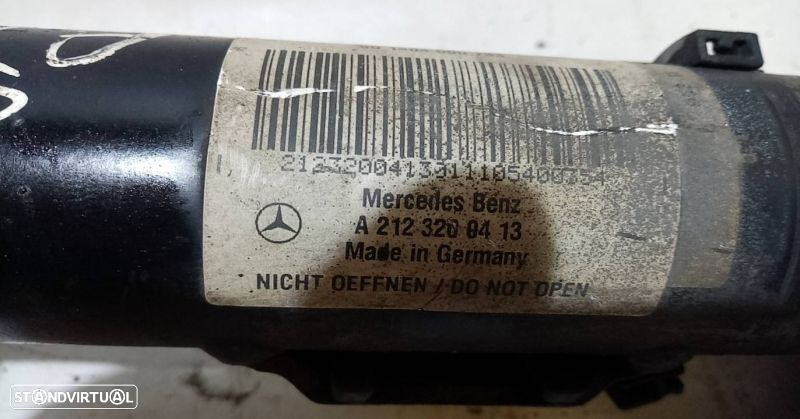 2123200413011105400354
Mercedes Benz
A 212 320 04 13
Made in Germany
NICHT OEFFNEN / DO NOT OPEN
STANDVIRTUAL